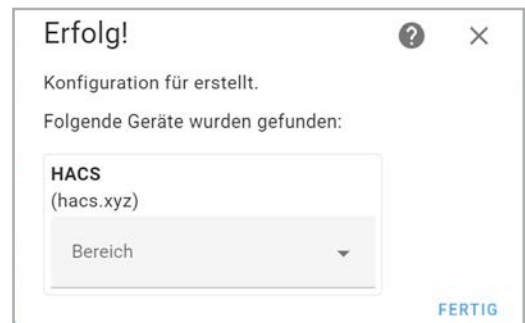 Erfolg!
Konfiguration für erstellt.
Folgende Geräte wurden gefunden:
HACS
(hacs.xyz)
Bereich
FERTIG